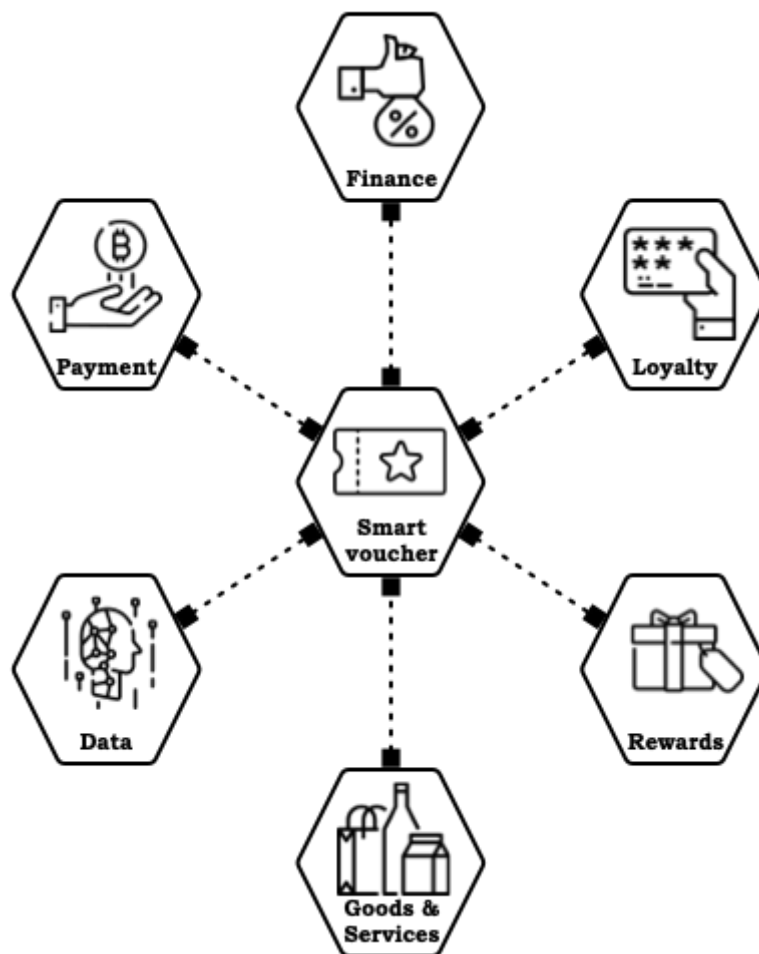 Finance
Payment
Loyalty
Smart
voucher
Data
Rewards
Goods &
Services